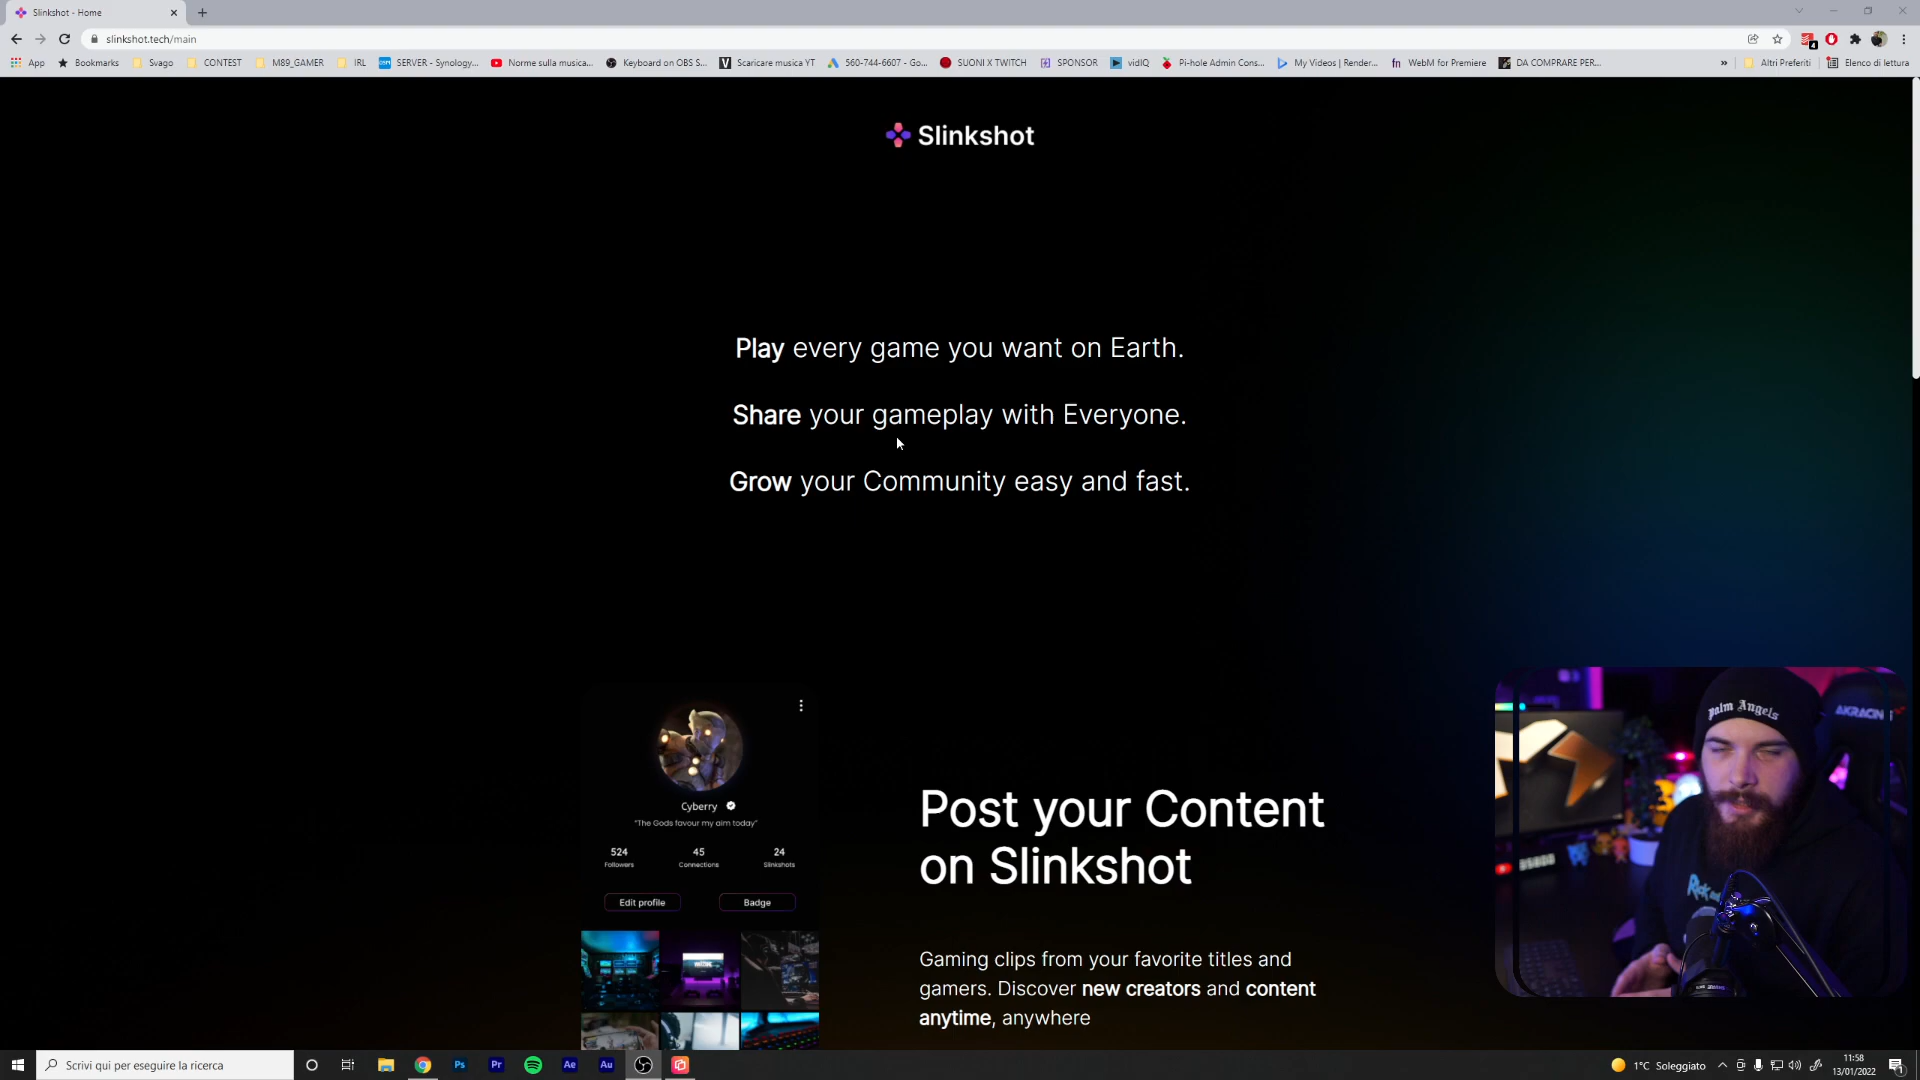 Slinkshot - Home
slinkshot.tech/main
App Bookmarks Svago CONTEST M89_GAMER IRL SERVER - Synology... Norme sulla musica... Keyboard on OBS S... Scaricare musica YT 560-744-6607 - Go... SUONI X TWITCH SPONSOR vidIQ Pi-hole Admin Cons... My Videos | Render... WebM for Premiere DA COMPRARE PER... » Altri Preferiti Elenco di lettura
Slinkshot
Play every game you want on Earth.
Share your gameplay with Everyone.
Grow your Community easy and fast.
Cyberry
"The Gods favour my aim today"
524 45 24
Followers Connections Slinkshots
Edit profile Badge
Post your Content
on Slinkshot
Gaming clips from your favorite titles and
gamers. Discover new creators and content
anytime, anywhere
Palm Angels
AKRACING
Scrivi qui per eseguire la ricerca
Ps Pr Ae Au
1°C Soleggiato
11:58
13/01/2022